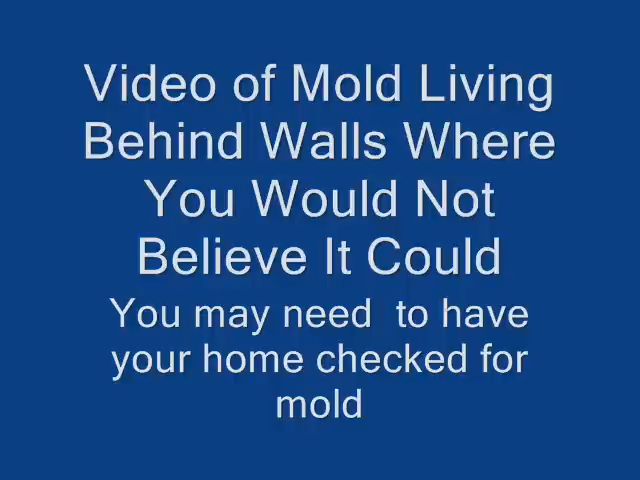 Video of Mold Living
Behind Walls Where
You Would Not
Believe It Could
You may need  to have
your home checked for
mold